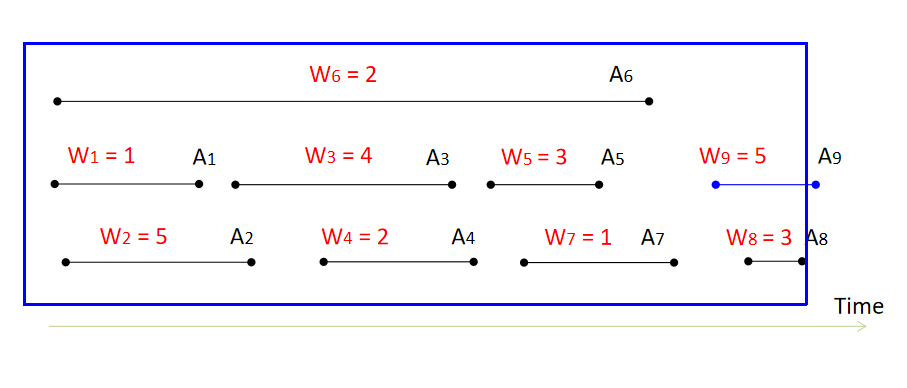 W6 = 2 A6
W1 = 1 A1 W3 = 4 A3 W5 = 3 A5 W9 = 5 A9
W2 = 5 A2 W4 = 2 A4 W7 = 1 A7 W8 = 3 A8
Time